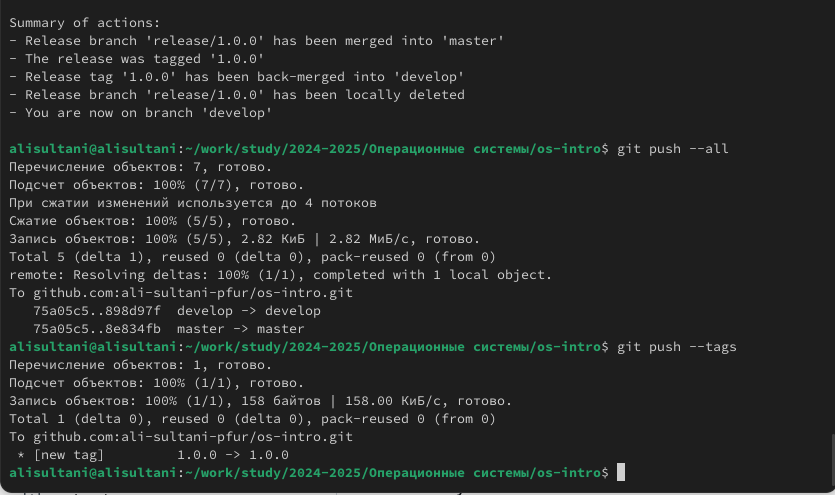 Summary of actions:
- Release branch 'release/1.0.0' has been merged into 'master'
- The release was tagged '1.0.0'
- Release tag '1.0.0' has been back-merged into 'develop'
- Release branch 'release/1.0.0' has been locally deleted
- You are now on branch 'develop'
alisultani@alisultani:~/work/study/2024-2025/Операционные системы/os-intro$ git push --all
Перечисление объектов: 7, готово.
Подсчет объектов: 100% (7/7), готово.
При сжатии изменений используется до 4 потоков
Сжатие объектов: 100% (5/5), готово.
Запись объектов: 100% (5/5), 2.82 КиБ | 2.82 МиБ/с, готово.
Total 5 (delta 1), reused 0 (delta 0), pack-reused 0 (from 0)
remote: Resolving deltas: 100% (1/1), completed with 1 local object.
To github.com:ali-sultani-pfur/os-intro.git
   75a05c5..898d97f  develop -> develop
   75a05c5..8e834fb  master -> master
alisultani@alisultani:~/work/study/2024-2025/Операционные системы/os-intro$ git push --tags
Перечисление объектов: 1, готово.
Подсчет объектов: 100% (1/1), готово.
Запись объектов: 100% (1/1), 158 байтов | 158.00 КиБ/с, готово.
Total 1 (delta 0), reused 0 (delta 0), pack-reused 0 (from 0)
To github.com:ali-sultani-pfur/os-intro.git
 * [new tag]         1.0.0 -> 1.0.0
alisultani@alisultani:~/work/study/2024-2025/Операционные системы/os-intro$